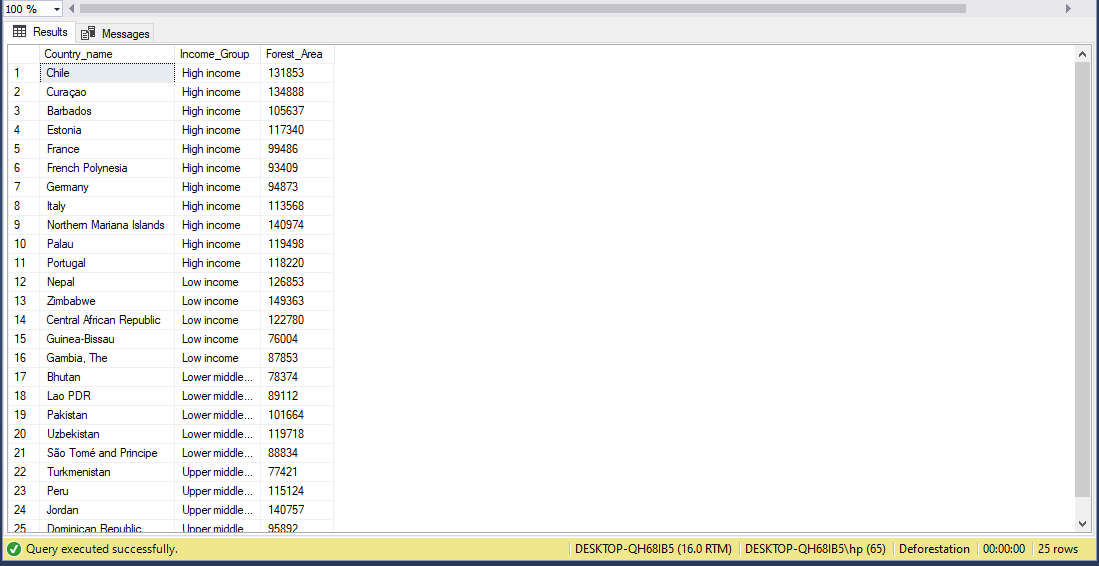 100 %
Results Messages
Country_name Income_Group Forest_Area
1 Chile High income 131853
2 Curaçao High income 134888
3 Barbados High income 105637
4 Estonia High income 117340
5 France High income 99486
6 French Polynesia High income 93409
7 Germany High income 94873
8 Italy High income 113568
9 Northern Mariana Islands High income 140974
10 Palau High income 119498
11 Portugal High income 118220
12 Nepal Low income 126853
13 Zimbabwe Low income 149363
14 Central African Republic Low income 122780
15 Guinea-Bissau Low income 76004
16 Gambia, The Low income 87853
17 Bhutan Lower middle... 78374
18 Lao PDR Lower middle... 89112
19 Pakistan Lower middle... 101664
20 Uzbekistan Lower middle... 119718
21 São Tomé and Principe Lower middle... 88834
22 Turkmenistan Upper middle... 77421
23 Peru Upper middle... 115124
24 Jordan Upper middle... 140757
25 Dominican Republic Upper middle 95892
Query executed successfully. DESKTOP-QH68IB5 (16.0 RTM) DESKTOP-QH68IB5\hp (65) Deforestation 00:00:00 25 rows